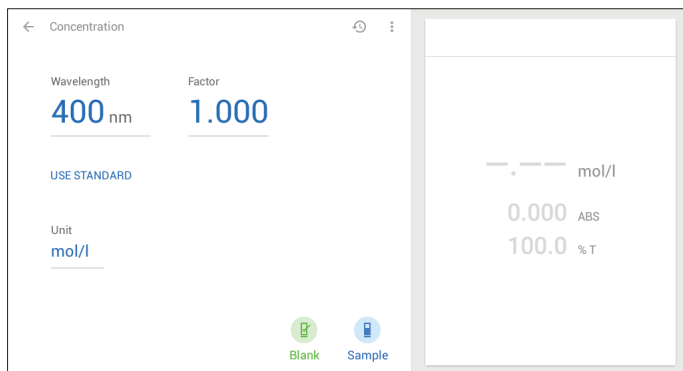 Concentration
Wavelength Factor
400 nm 1.000
USE STANDARD
Unit
mol/l
Blank Sample
—.—— mol/l
0.000 ABS
100.0 % T